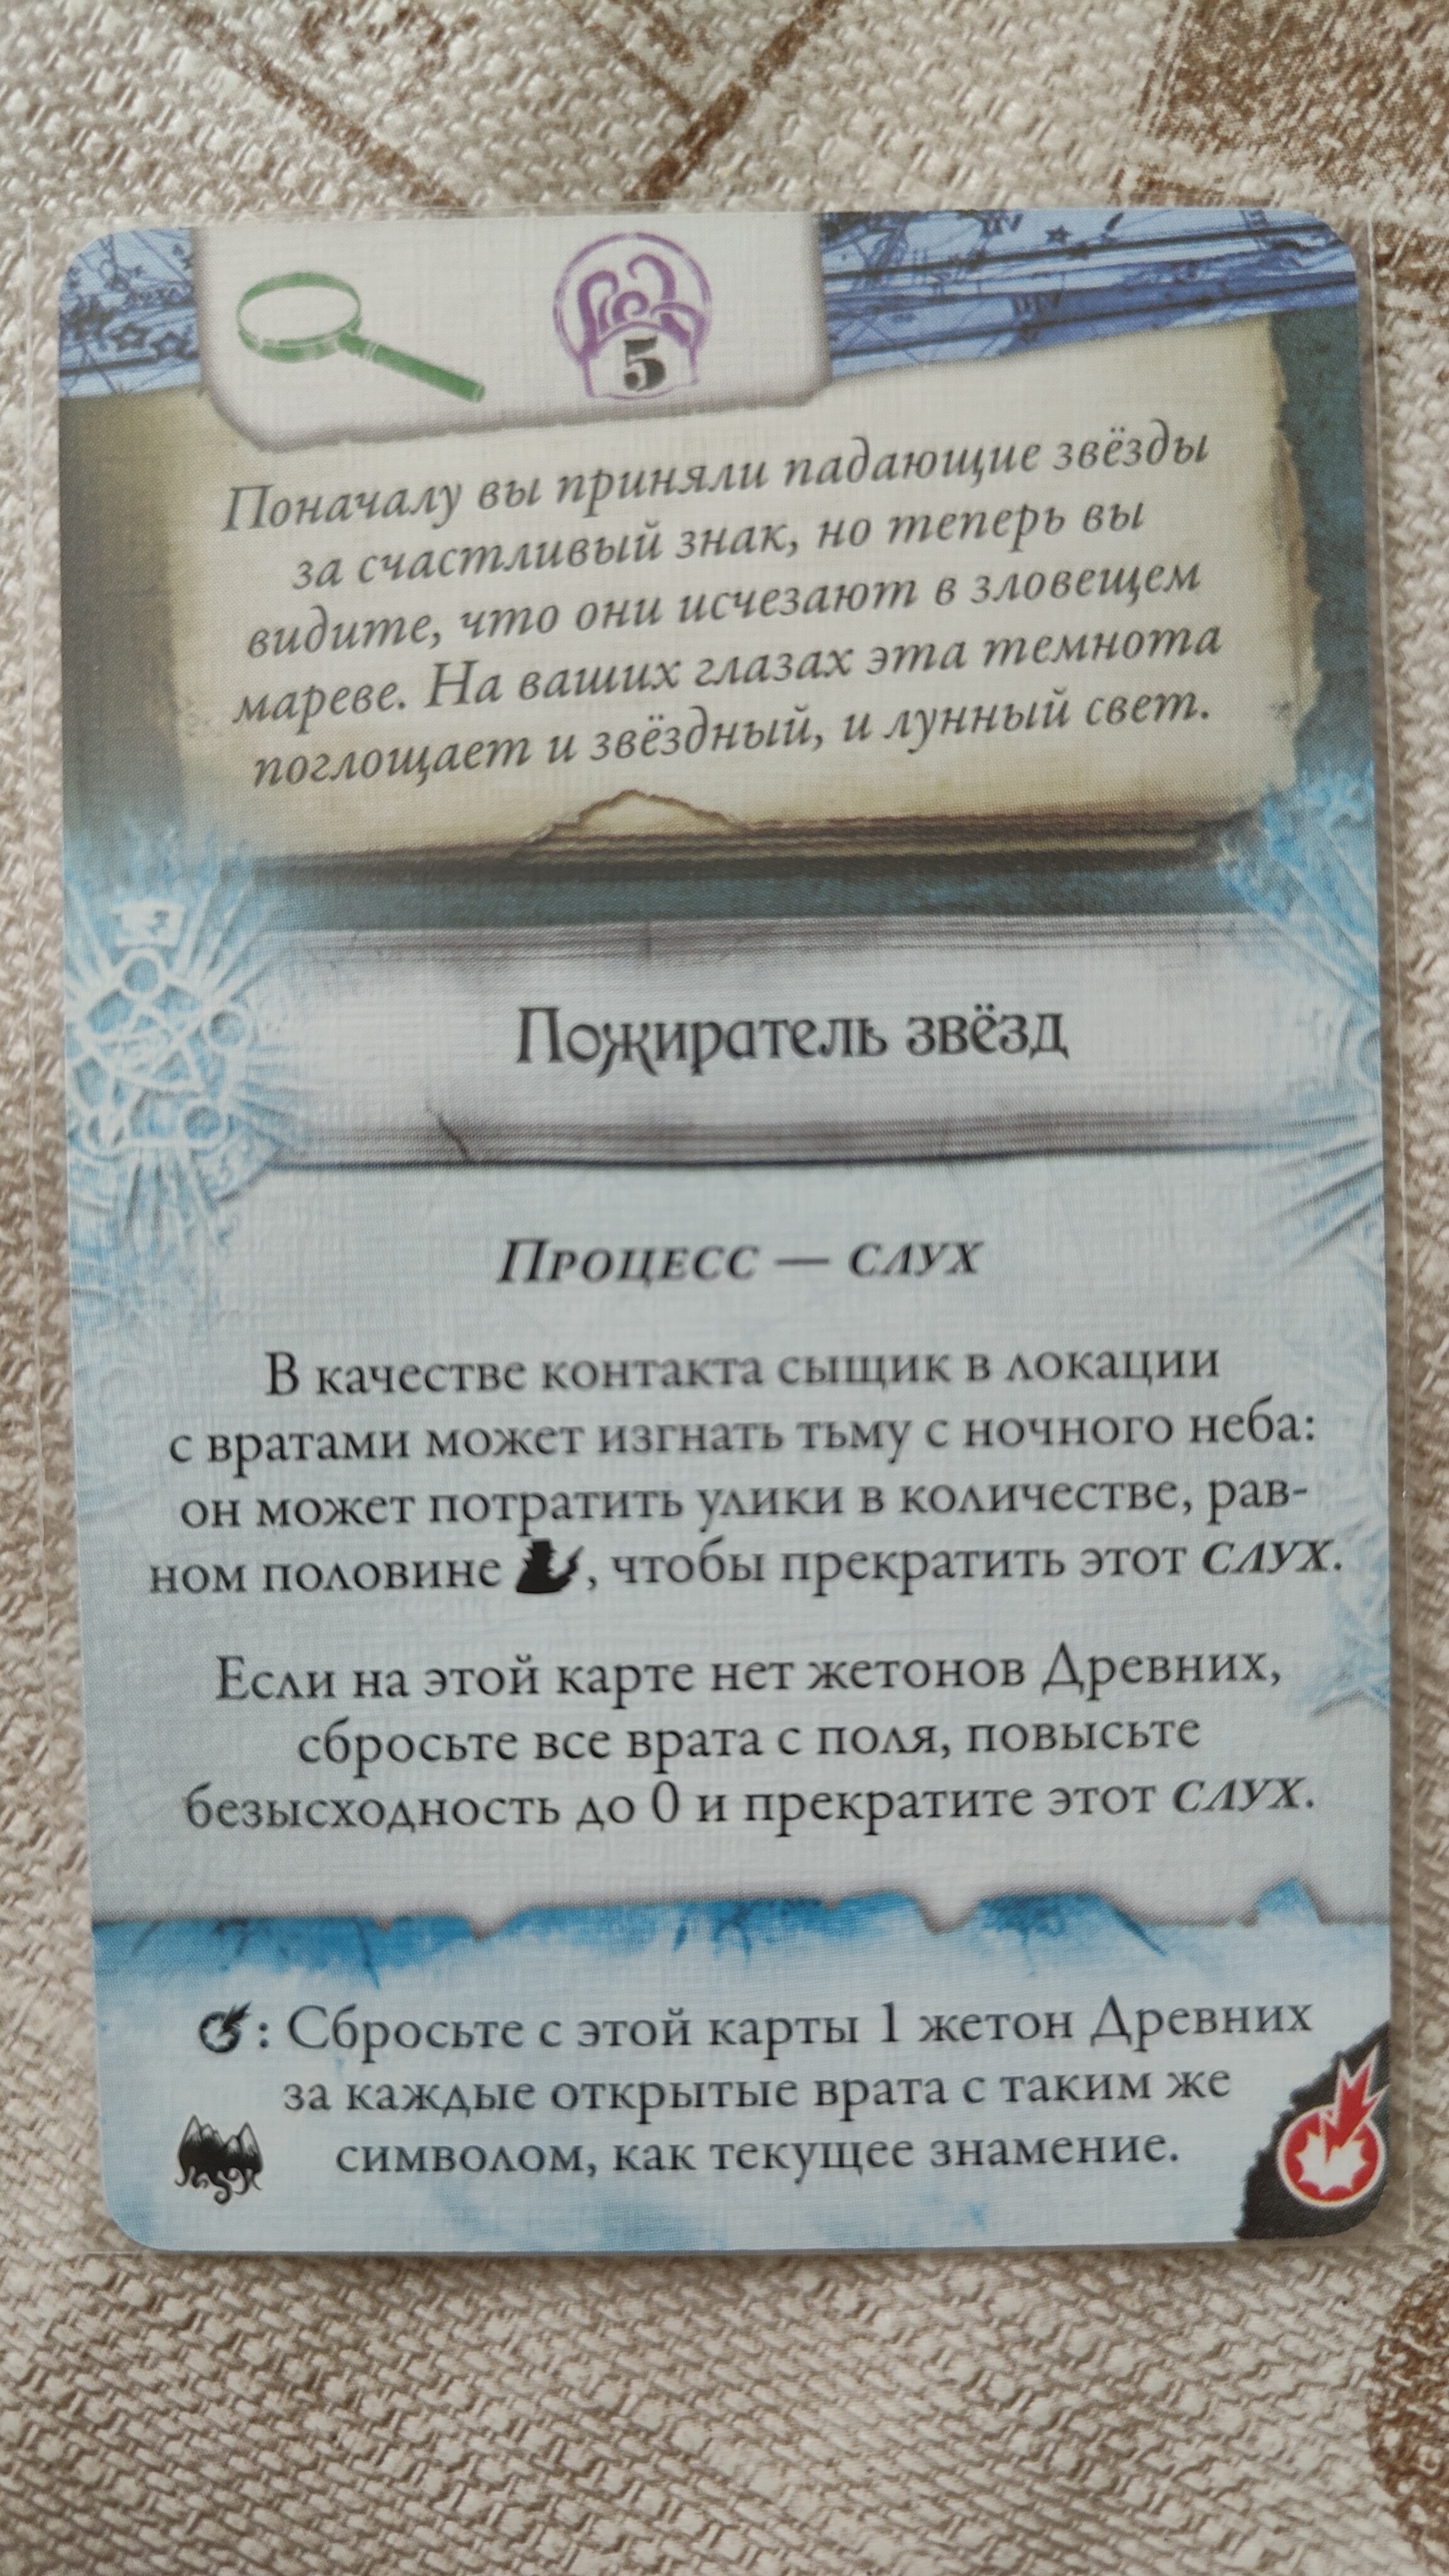 5
Поначалу вы приняли падающие звёзды
за счастливый знак, но теперь вы
видите, что они исчезают в зловещем
мареве. На ваших глазах эта темнота
поглощает и звёздный, и лунный свет.
Пожиратель звёзд
Процесс — слух
В качестве контакта сыщик в локации
с вратами может изгнать тьму с ночного неба:
он может потратить улики в количестве, рав-
ном половине , чтобы прекратить этот слух.
Если на этой карте нет жетонов Древних,
сбросьте все врата с поля, повысьте
безысходность до 0 и прекратите этот слух.
: Сбросьте с этой карты 1 жетон Древних
за каждые открытые врата с таким же
символом, как текущее знамение.